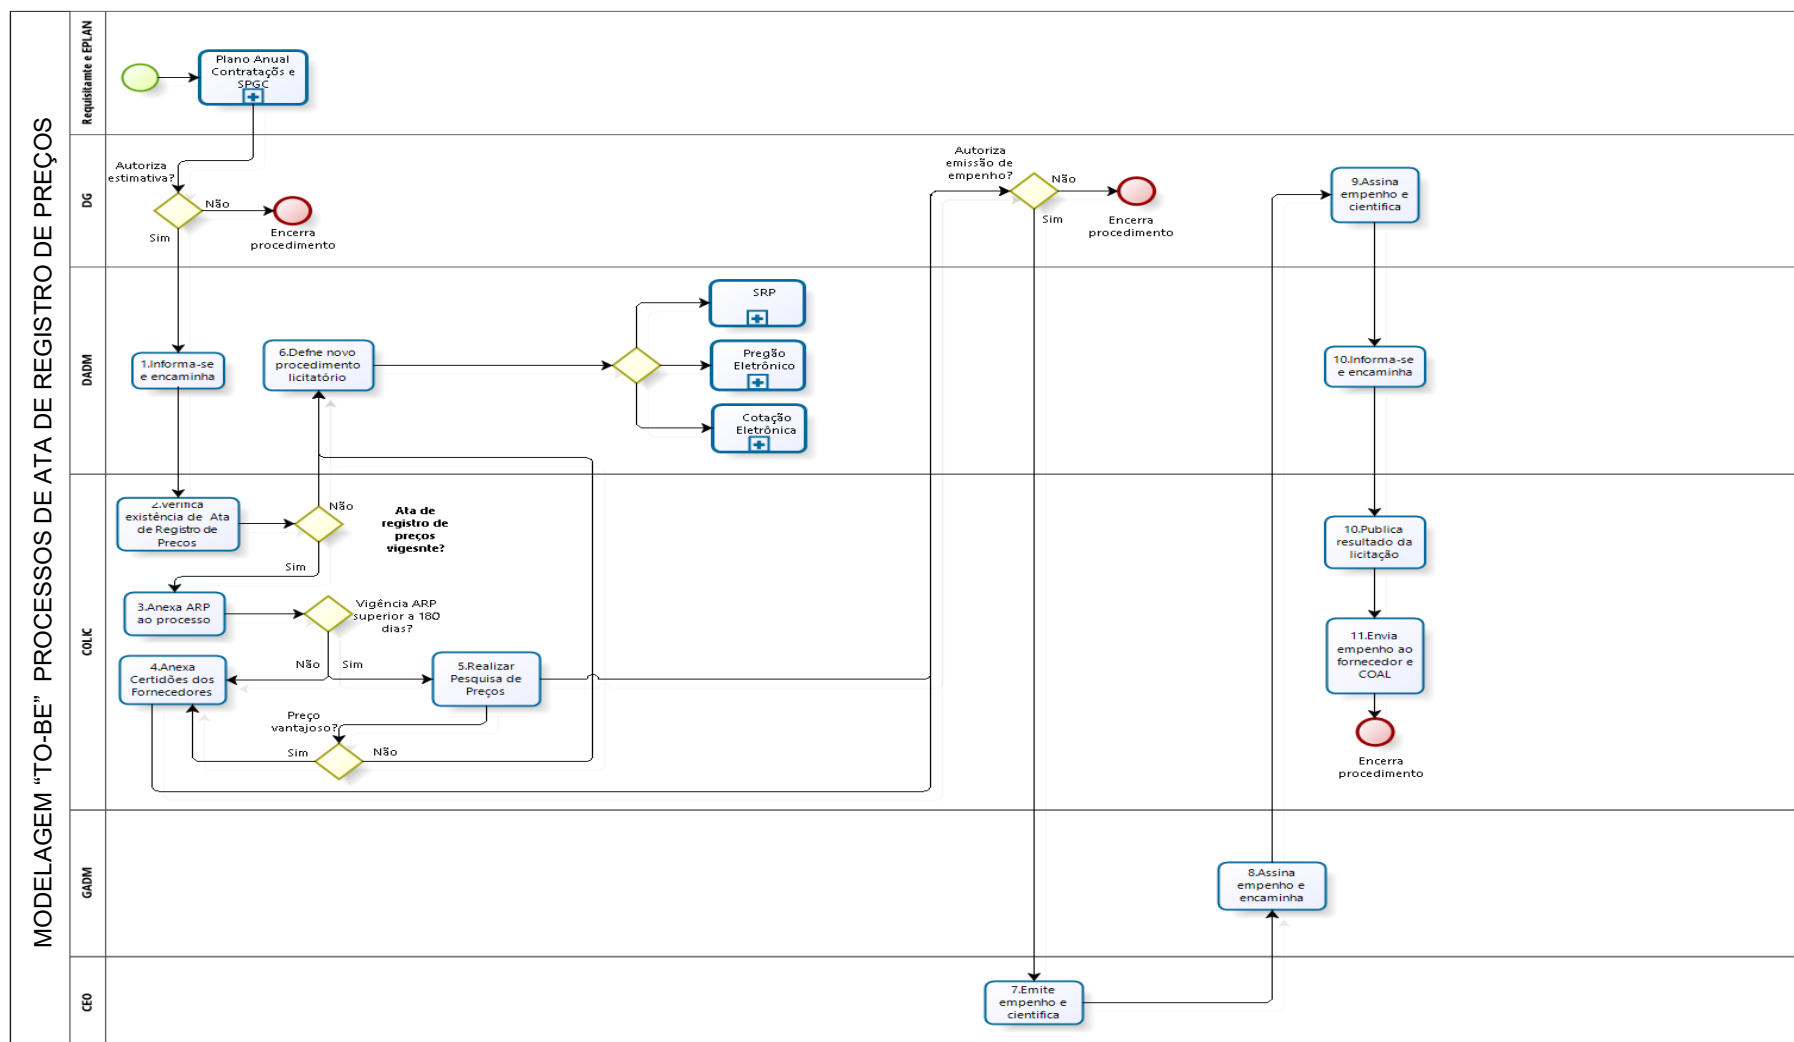 MODELAGEM “TO-BE” PROCESSOS DE ATA DE REGISTRO DE PREÇOS
Requisitamte e EPLAN
Plano Anual
Contrataçõs e
SPGC
DG
Autoriza
estimativa?
Não
Encerra
procedimento
Sim
Autoriza
emissão de
empenho?
Não
Encerra
procedimento
Sim
9.Assina
empenho e
cientifica
DADM
1.Informa-se
e encaminha
6.Defne novo
procedimento
licitatório
SRP
Pregão
Eletrônico
Cotação
Eletrônica
10.Informa-se
e encaminha
COLIC
2.Verifica
existência de Ata
de Registro de
Precos
Não
Ata de
registro de
preços
vigesnte?
Sim
3.Anexa ARP
ao processo
Vigência ARP
superior a 180
dias?
Não
Sim
4.Anexa
Certidões dos
Fornecedores
5.Realizar
Pesquisa de
Preços
Preço
vantajoso?
Sim
Não
10.Publica
resultado da
licitação
11.Envia
empenho ao
fornecedor e
COAL
Encerra
procedimento
GADM
8.Assina
empenho e
encaminha
CEO
7.Emite
empenho e
cientifica